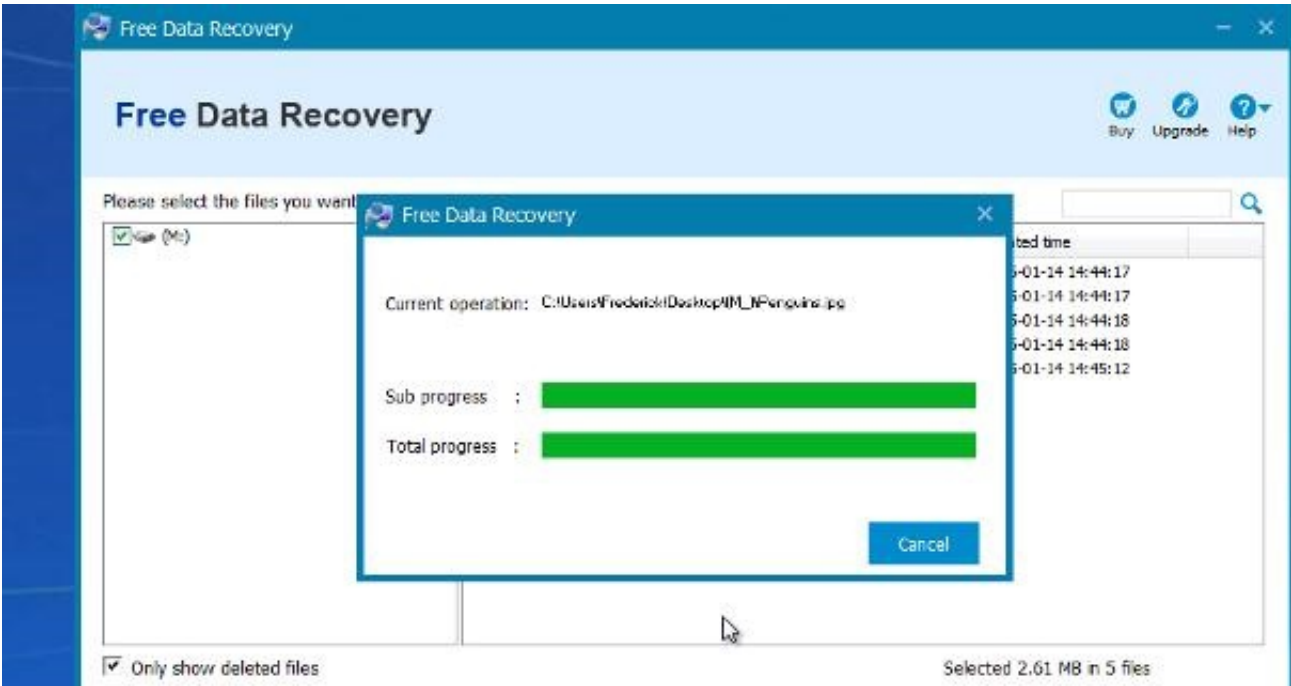 Free Data Recovery
Free Data Recovery
Buy Upgrade Help
Please select the files you want
Free Data Recovery
(M:)
ted time
Current operation: C:\Users\Frederick\Desktop\(M_)\Penguins.jpg
5-01-14 14:44:17
5-01-14 14:44:17
5-01-14 14:44:18
5-01-14 14:44:18
5-01-14 14:45:12
Sub progress :
Total progress :
Cancel
Only show deleted files
Selected 2.61 MB in 5 files